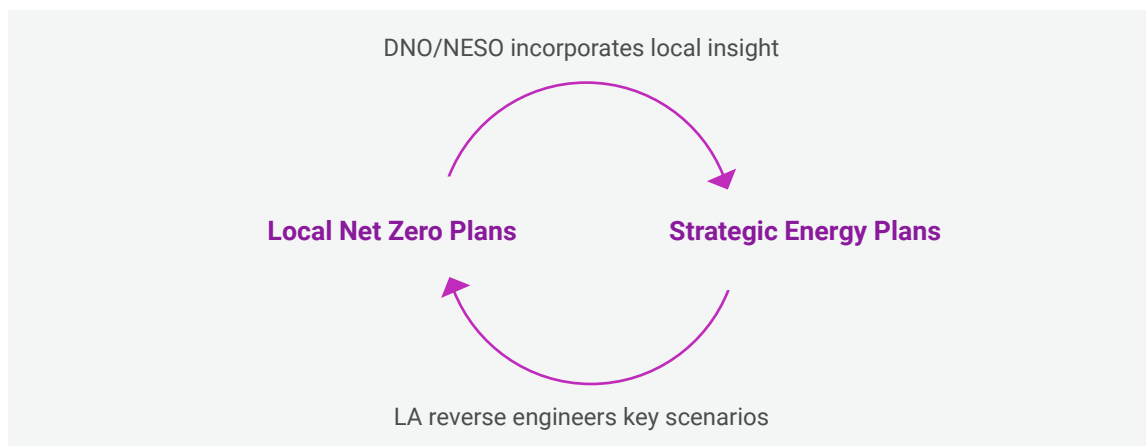 DNO/NESO incorporates local insight
Local Net Zero Plans
Strategic Energy Plans
LA reverse engineers key scenarios